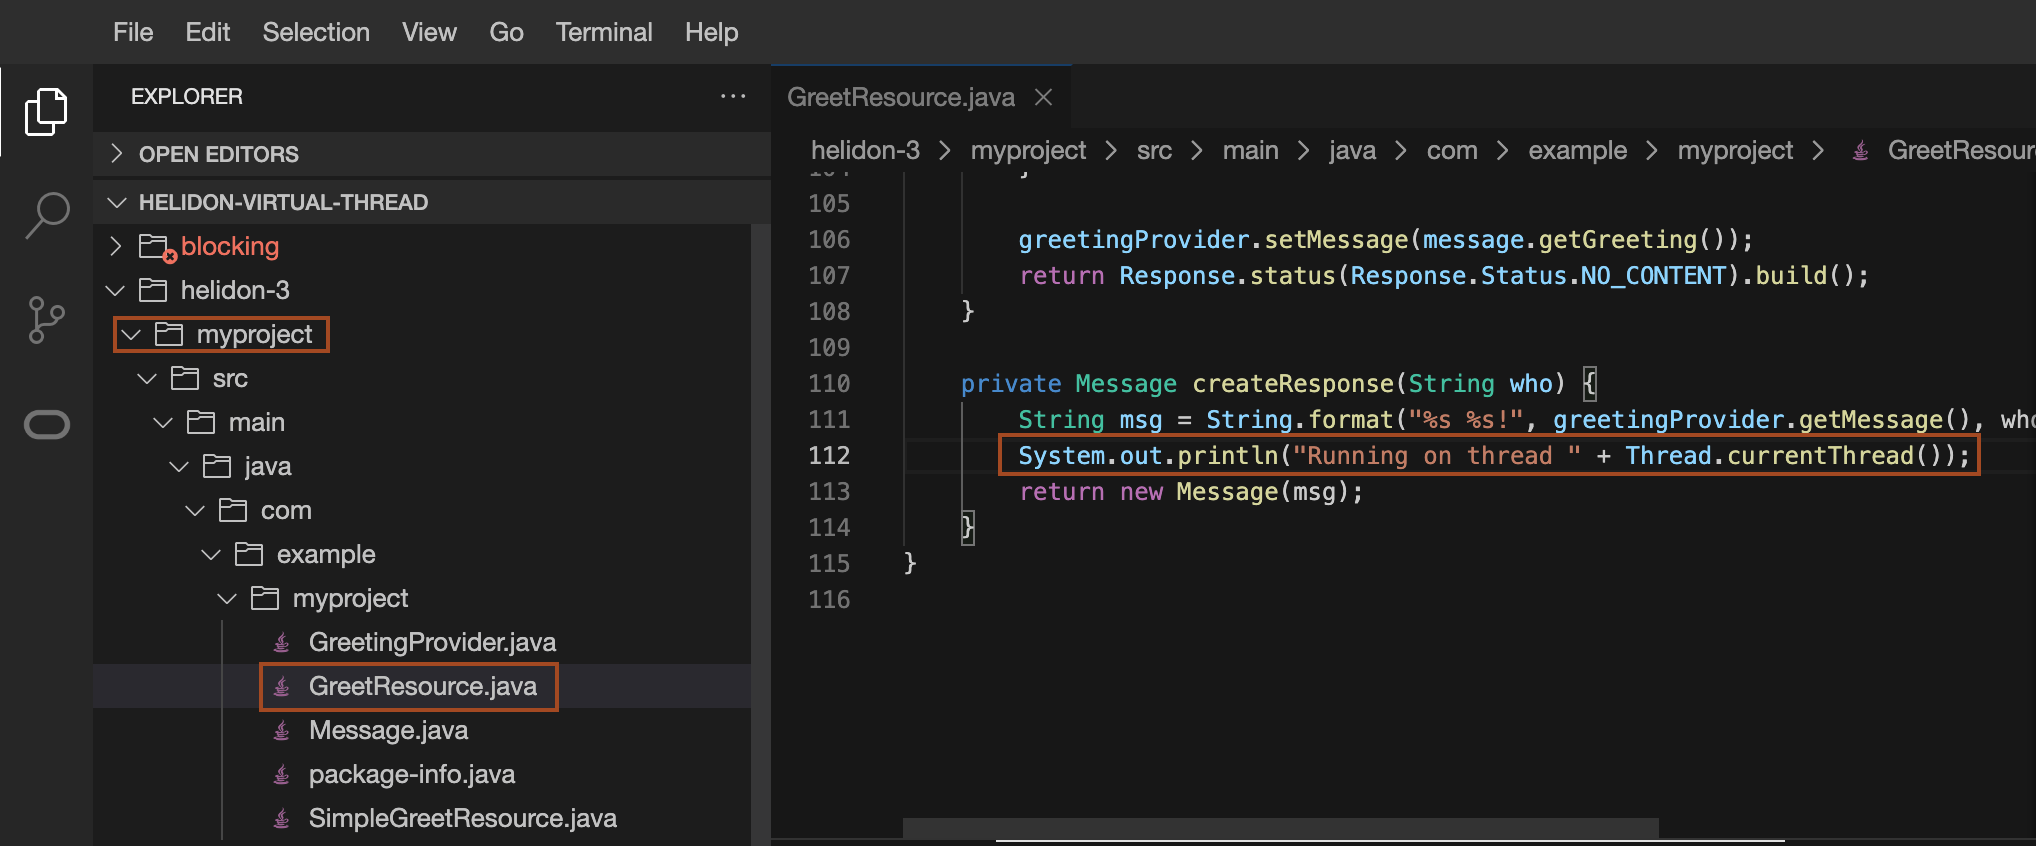 File Edit Selection View Go Terminal Help
EXPLORER
OPEN EDITORS
HELIDON-VIRTUAL-THREAD
blocking
helidon-3
myproject
src
main
java
com
example
myproject
GreetingProvider.java
GreetResource.java
Message.java
package-info.java
SimpleGreetResource.java
GreetResource.java
helidon-3 > myproject > src > main > java > com > example > myproject > GreetResour
105
106 greetingProvider.setMessage(message.getGreeting());
107 return Response.status(Response.Status.NO_CONTENT).build();
108 }
109
110 private Message createResponse(String who) {
111 String msg = String.format("%s %s!", greetingProvider.getMessage(), who
112 System.out.println("Running on thread " + Thread.currentThread());
113 return new Message(msg);
114 }
115 }
116